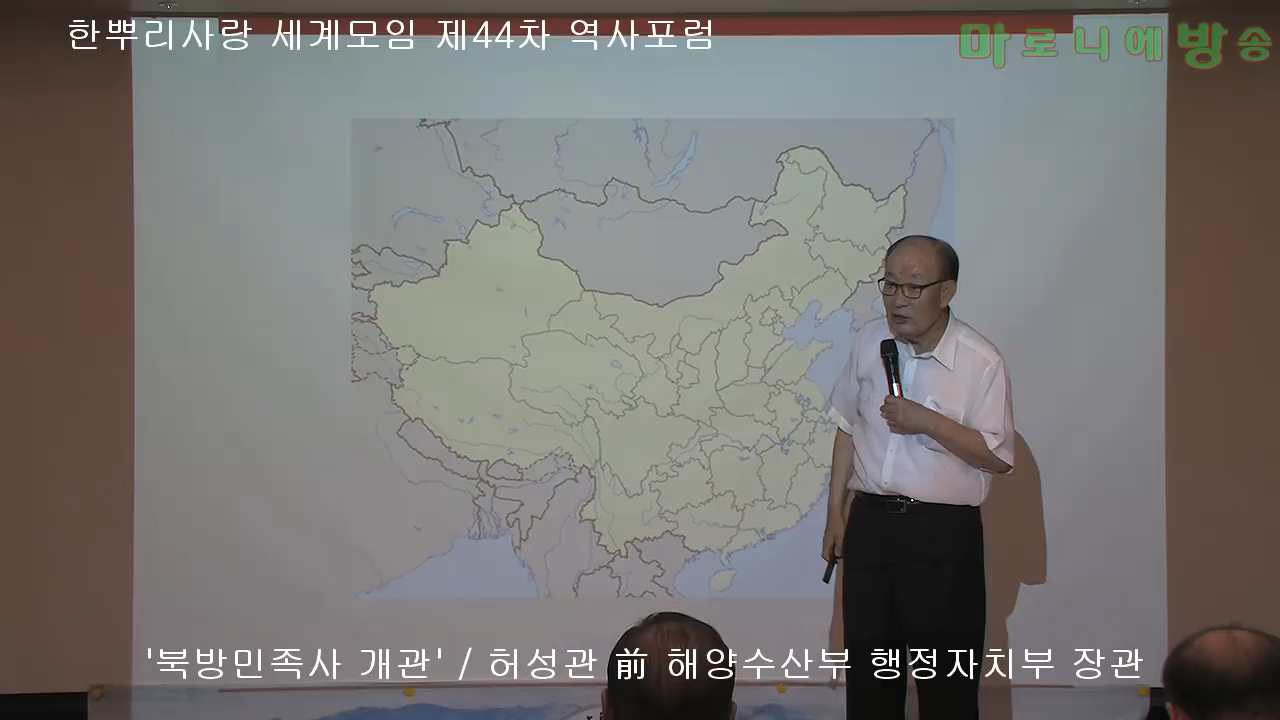 한뿌리사랑 세계모임 제44차 역사포럼
마로니에방송
'북방민족사 개관' / 허성관 前 해양수산부 행정자치부 장관